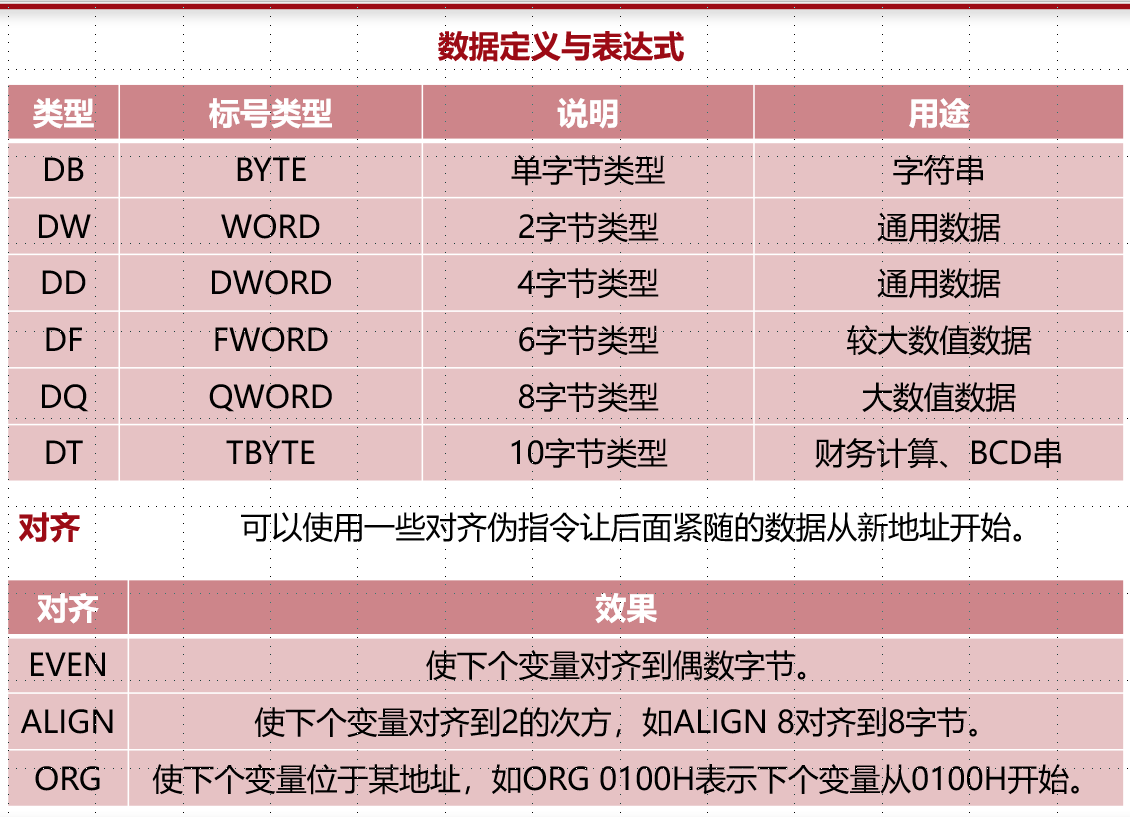 数据定义与表达式
类型 标号类型 说明 用途
DB BYTE 单字节类型 字符串
DW WORD 2字节类型 通用数据
DD DWORD 4字节类型 通用数据
DF FWORD 6字节类型 较大数值数据
DQ QWORD 8字节类型 大数值数据
DT TBYTE 10字节类型 财务计算、BCD串
对齐 可以使用一些对齐伪指令让后面紧随的数据从新地址开始。
对齐 效果
EVEN 使下个变量对齐到偶数字节。
ALIGN 使下个变量对齐到2的次方，如ALIGN 8对齐到8字节。
ORG 使下个变量位于某地址，如ORG 0100H表示下个变量从0100H开始。